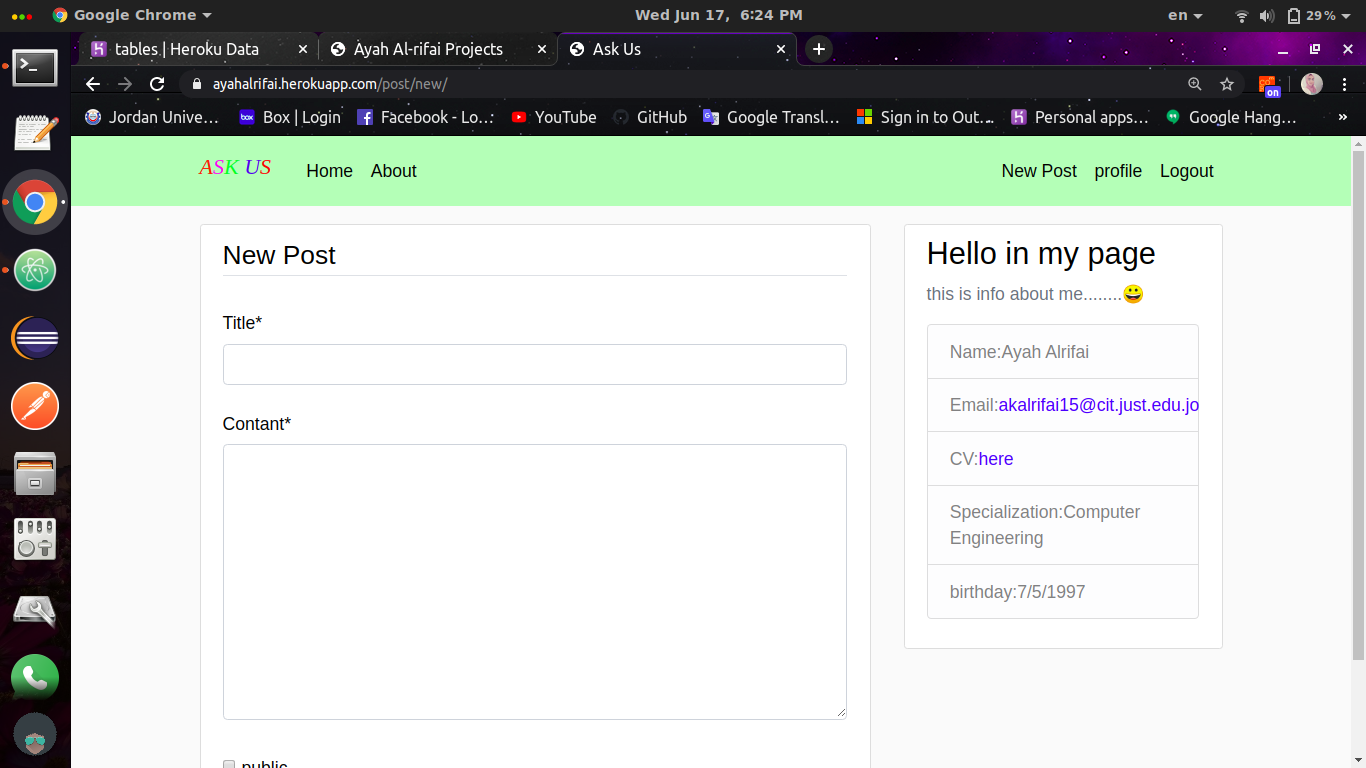 Google Chrome
Wed Jun 17, 6:24 PM
en
29%
tables | Heroku Data
Ayah Al-rifai Projects
Ask Us
ayahalrifai.herokuapp.com/post/new/
on
Jordan Unive...
box
Box | Login
Facebook - Lo...
YouTube
GitHub
Google Transl...
Sign in to Out...
Personal apps...
Google Hang...
»
ASK US
Home
About
New Post
profile
Logout
New Post
Title*
Contant*
public
Hello in my page
this is info about me........😀
Name:Ayah Alrifai
Email:akalrifai15@cit.just.edu.jo
CV:here
Specialization:Computer
Engineering
birthday:7/5/1997